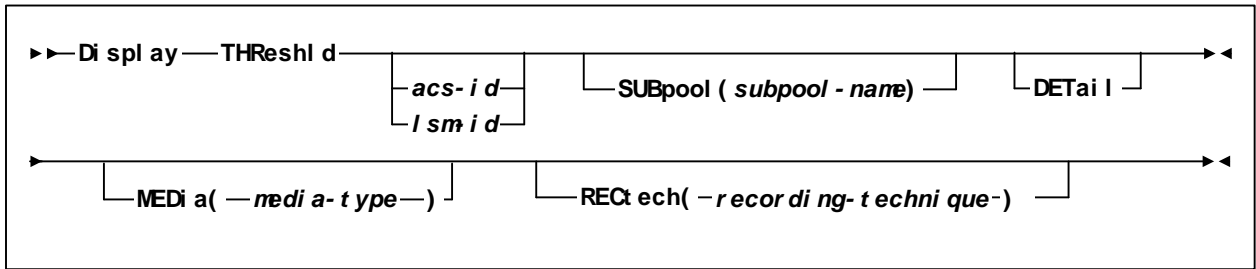 Display THReshld
acs-id SUBpool(subpool-name) DETail
lsm-id
MEDia(media-type) RECtech(recording-technique)